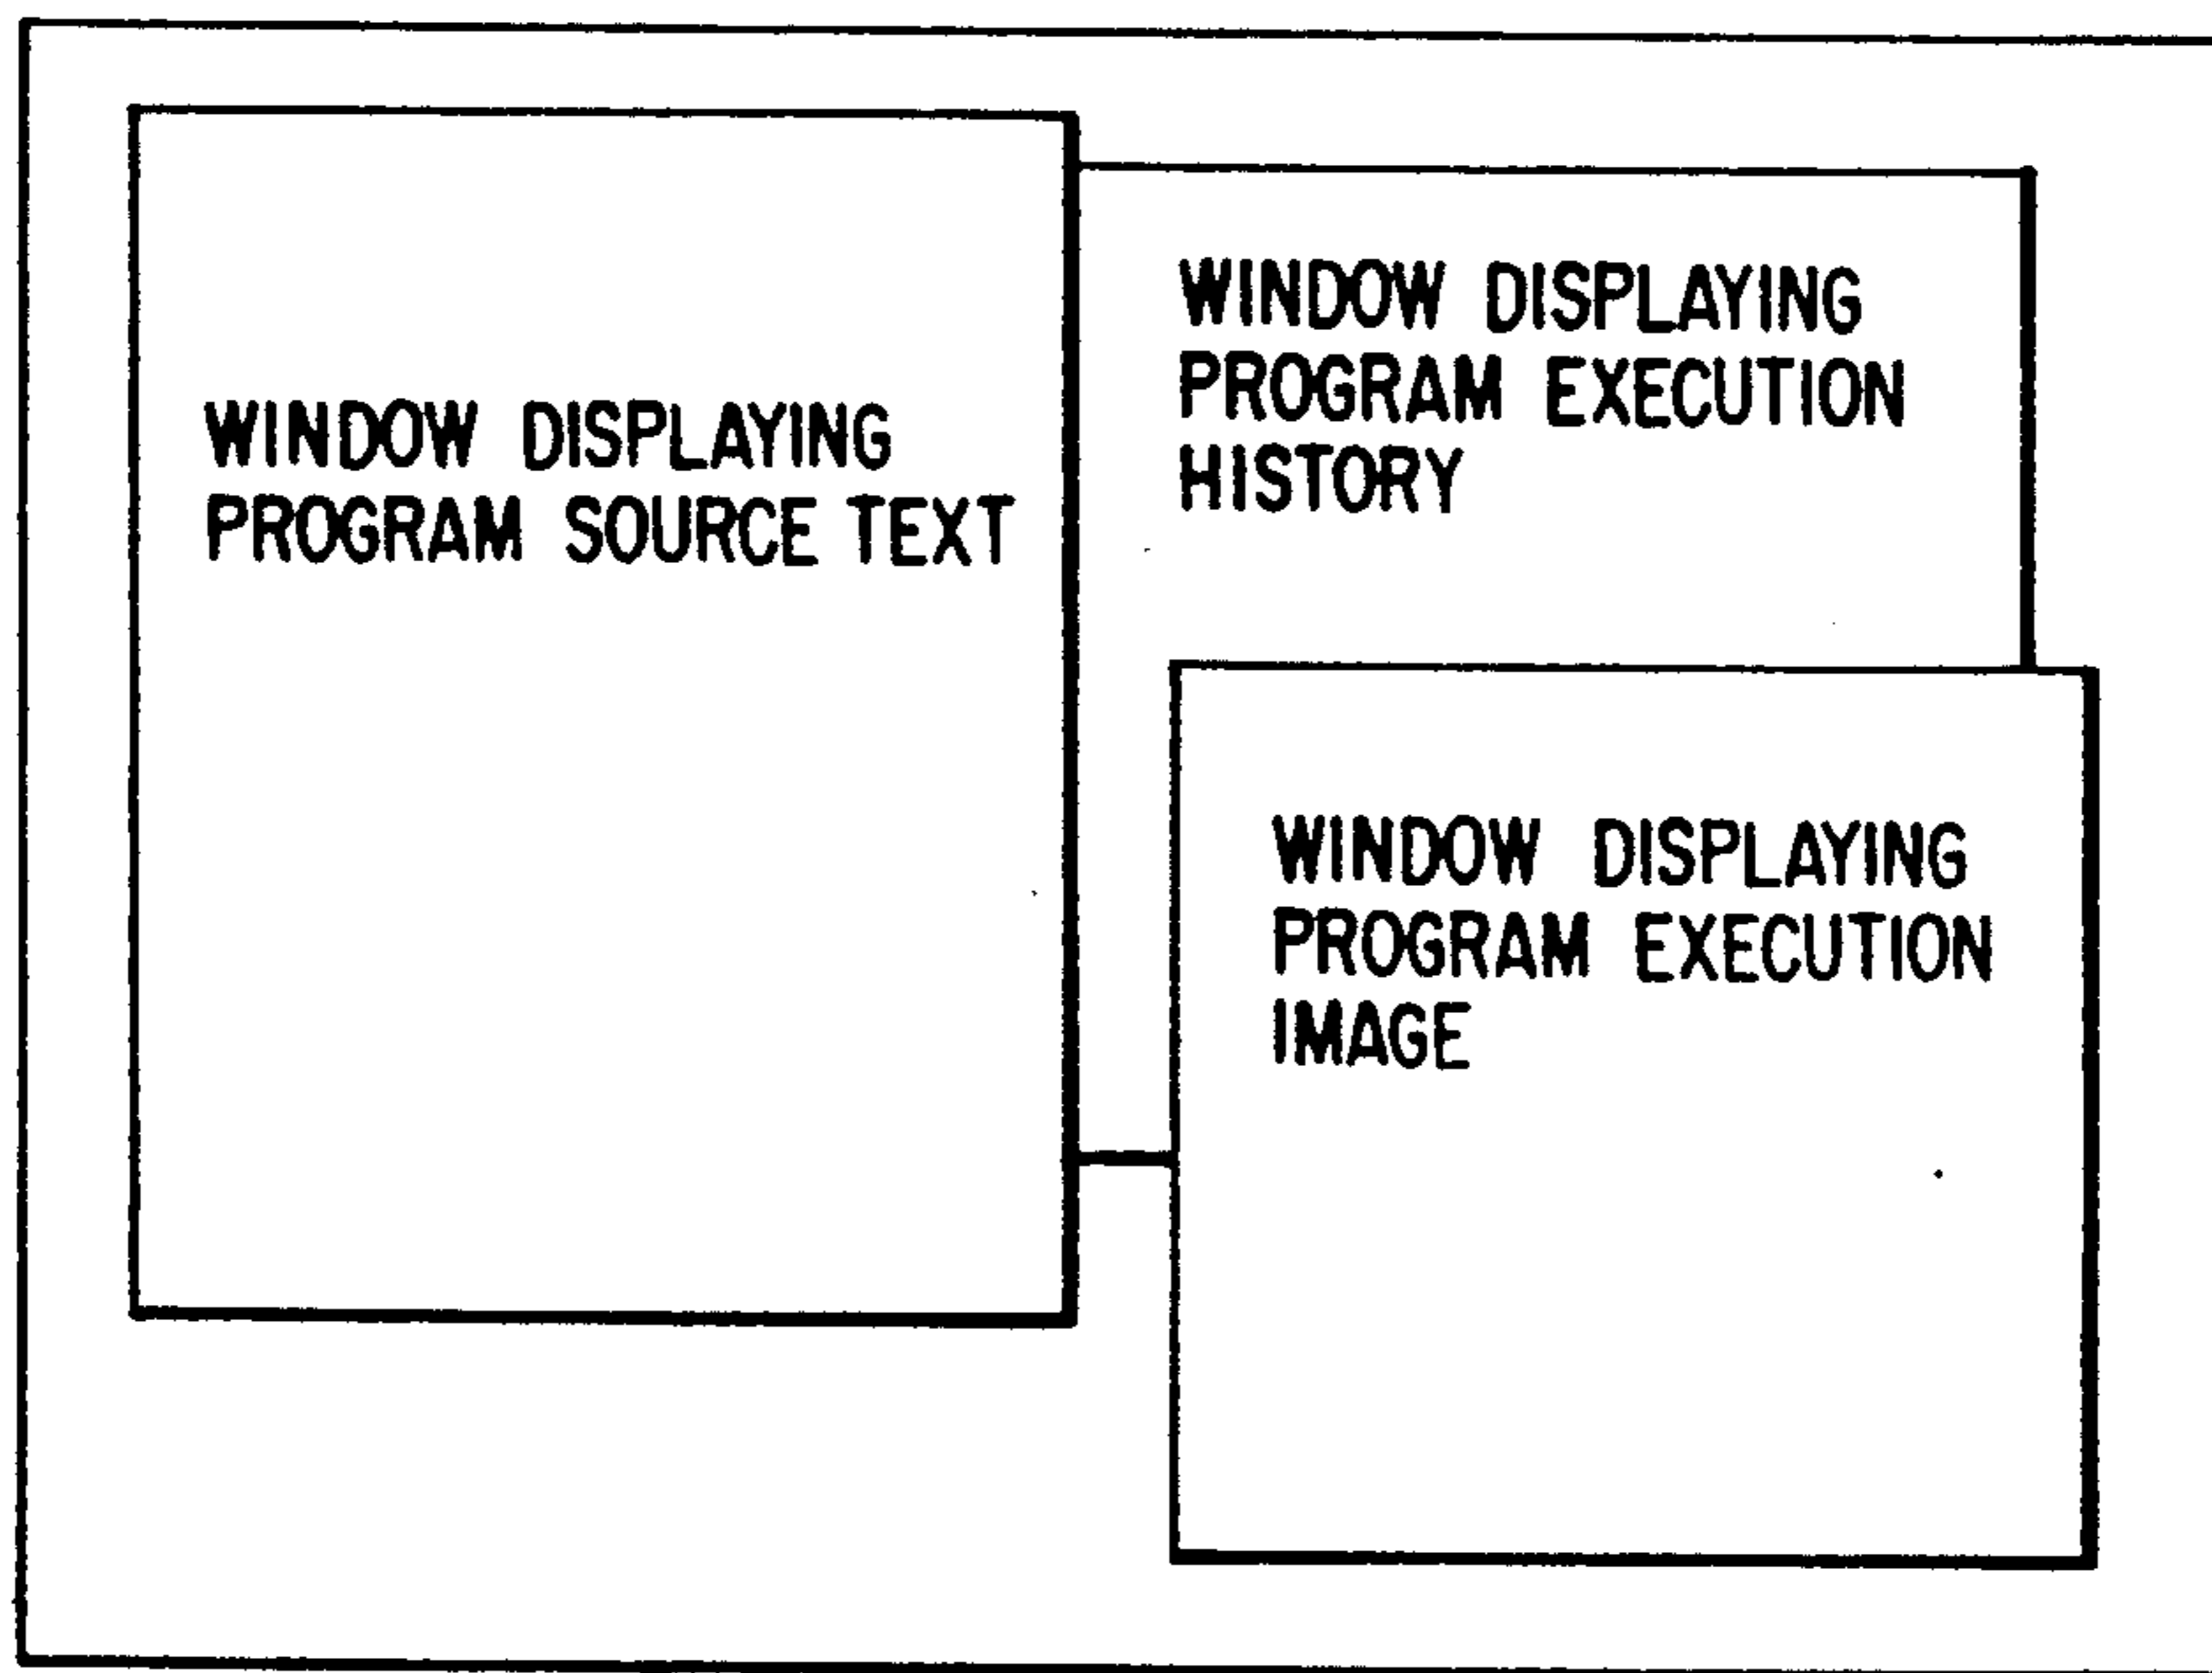 WINDOW DISPLAYING
PROGRAM SOURCE TEXT
WINDOW DISPLAYING
PROGRAM EXECUTION
HISTORY
WINDOW DISPLAYING
PROGRAM EXECUTION
IMAGE